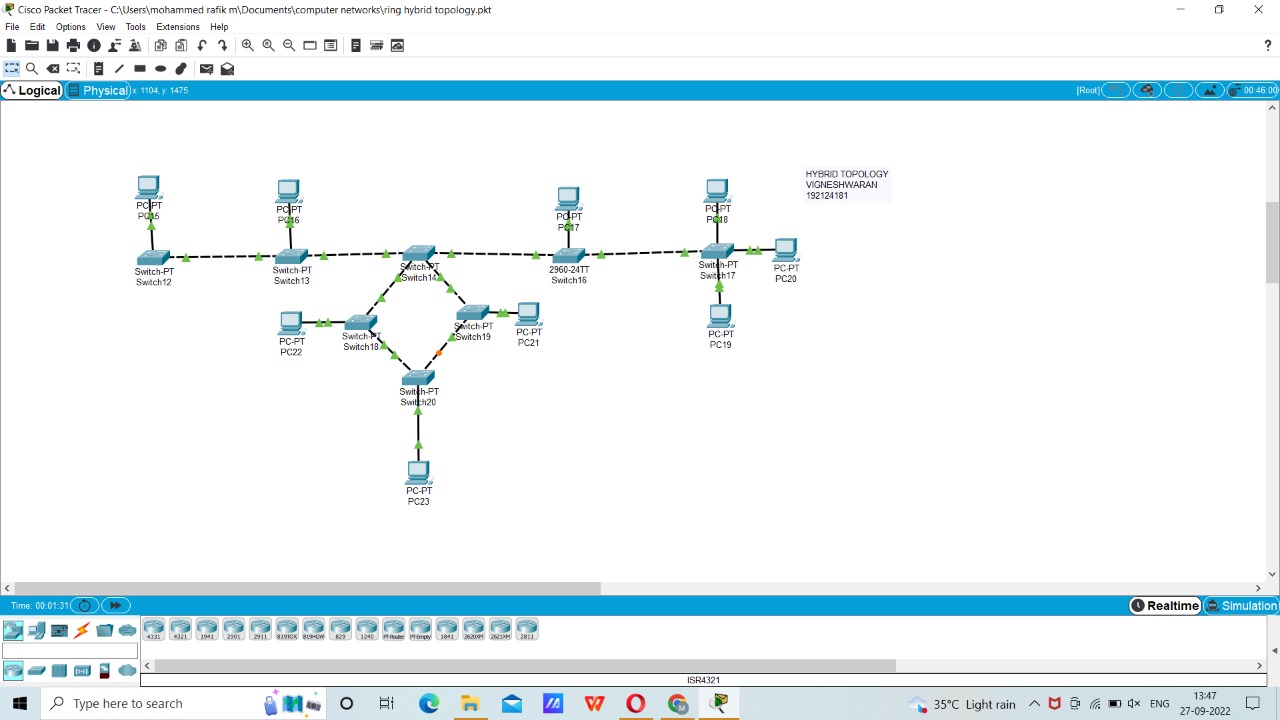 Cisco Packet Tracer - C:\Users\mohammed rafik m\Documents\computer networks\ring hybrid topology.pkt
File Edit Options View Tools Extensions Help
?
Logical Physical x: 1104, y: 1475 [Root] 00:46:00
HYBRID TOPOLOGY
VIGNESHWARAN
192124181
PC-PT
PC15
PC-PT
PC16
PC-PT
PC17
PC-PT
PC18
Switch-PT
Switch12
Switch-PT
Switch13
Switch-PT
Switch14
2960-24TT
Switch16
Switch-PT
Switch17
PC-PT
PC20
PC-PT
PC22
Switch-PT
Switch18
Switch-PT
Switch19
PC-PT
PC21
PC-PT
PC19
Switch-PT
Switch20
PC-PT
PC23
Time: 00:01:31 Realtime Simulation
4331 4321 1941 2901 2911 819IOX 819HGW 829 1240 PT-Router PT-Empty 1841 2620XM 2621XM 2811
ISR4321
Type here to search
35°C Light rain ENG
13:47
27-09-2022